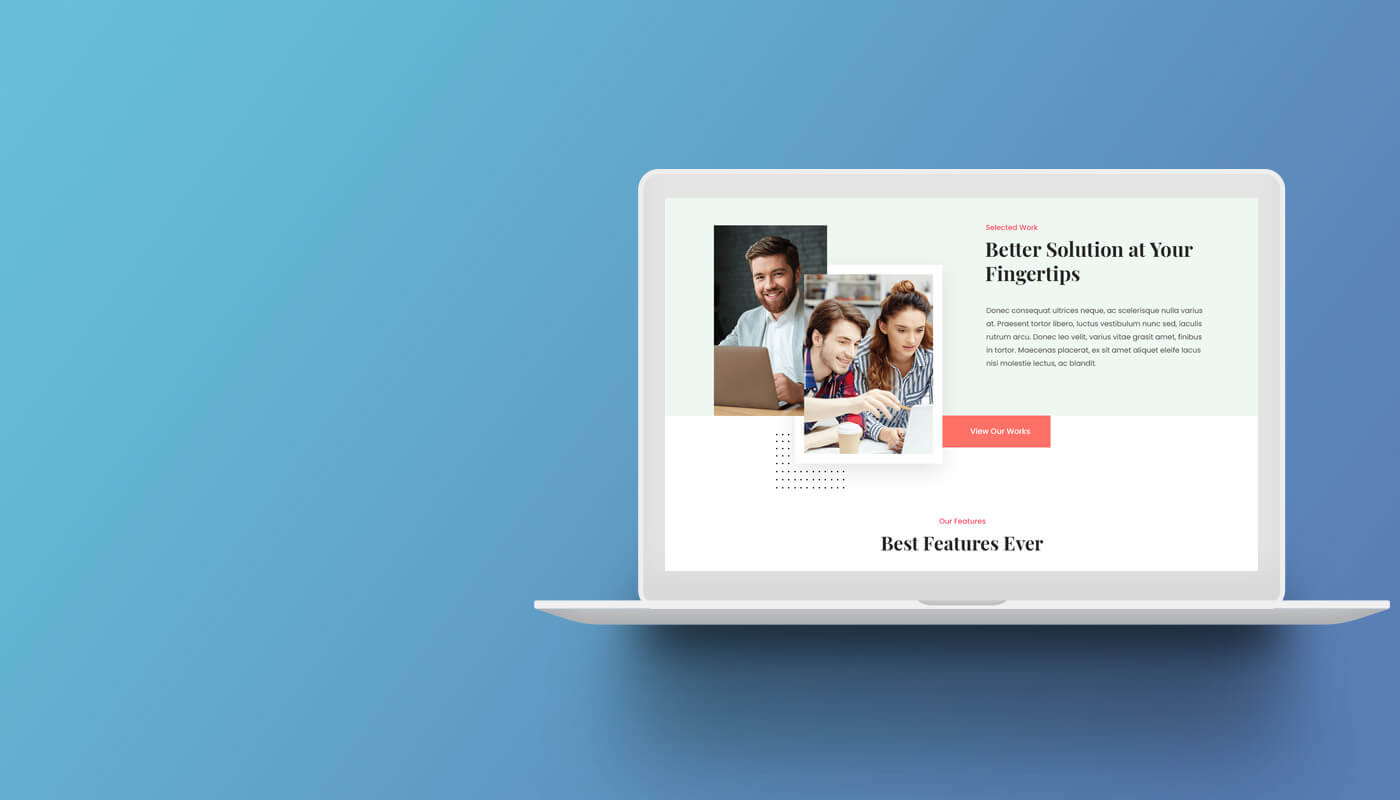 Selected Work
Better Solution at Your
Fingertips
Donec consequat ultrices neque, ac scelerisque nulla varius
at. Praesent tortor libero, luctus vestibulum nunc sed, iaculis
rutrum arcu. Donec leo velit, varius vitae grasit amet, finibus
in tortor. Maecenas placerat, ex sit amet aliquet eleife lacus
nisi molestie lectus, ac blandit.
View Our Works
Our Features
Best Features Ever